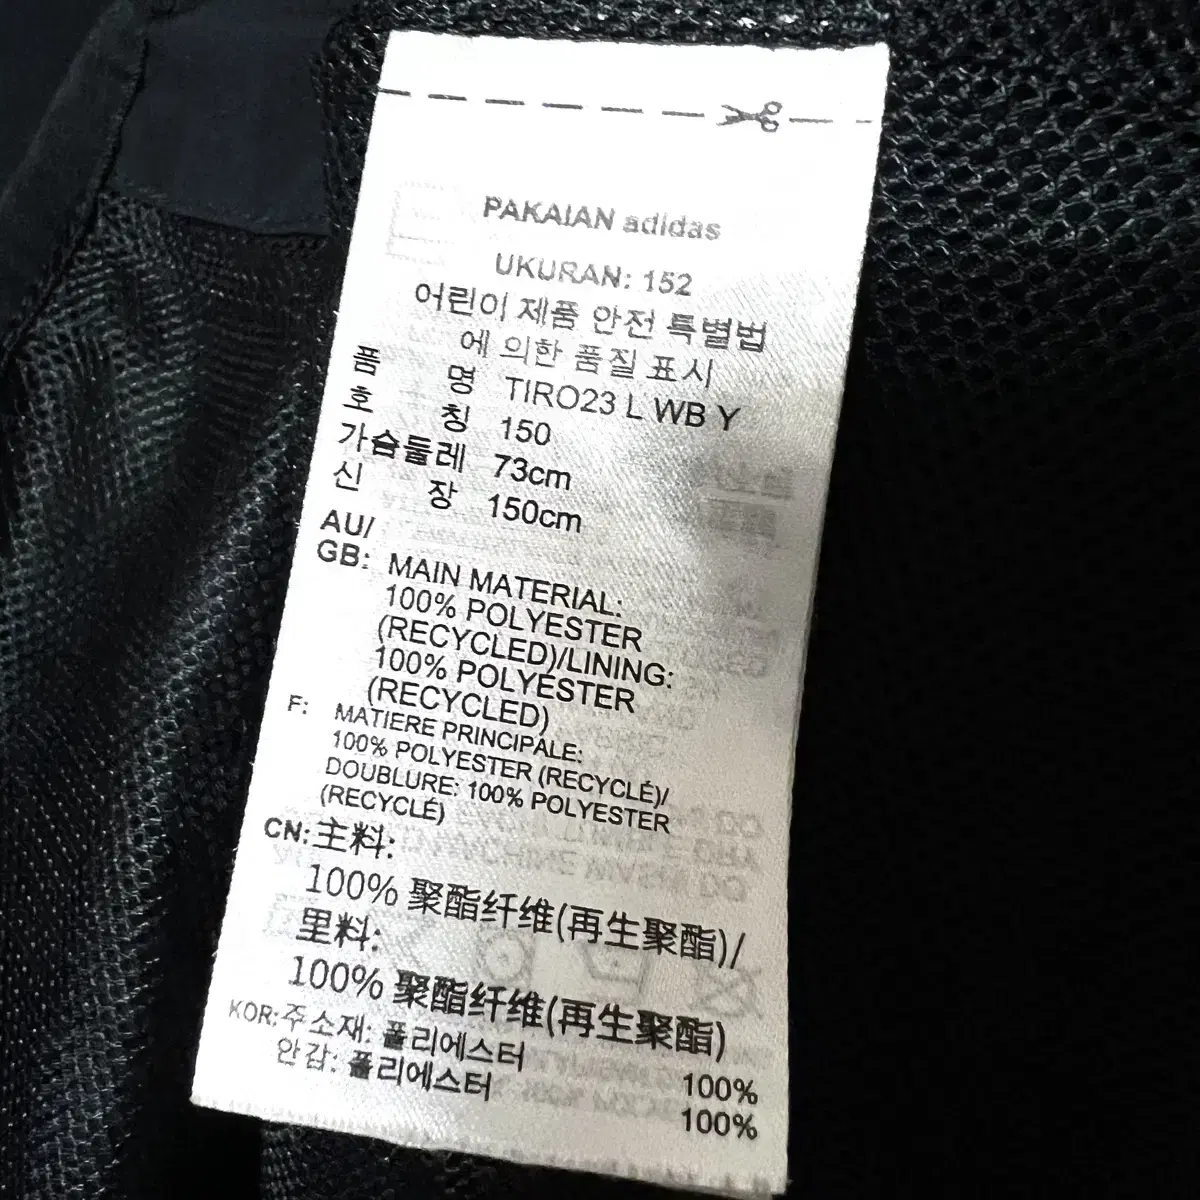 PAKAIAN adidas
UKURAN: 152
어린이 제품 안전 특별법
에 의한 품질 표시
품 명 TIRO23 L WB Y
호 칭 150
가슴둘레 73cm
신 장 150cm
AU/
GB: MAIN MATERIAL:
100% POLYESTER
(RECYCLED)/LINING:
100% POLYESTER
(RECYCLED)
F: MATIERE PRINCIPALE:
100% POLYESTER (RECYCLÉ)/
DOUBLURE: 100% POLYESTER
(RECYCLÉ)
CN: 主料:
100% 聚酯纤维(再生聚酯)/
里料:
100% 聚酯纤维(再生聚酯)
KOR: 주소재: 폴리에스터 100%
안감: 폴리에스터 100%